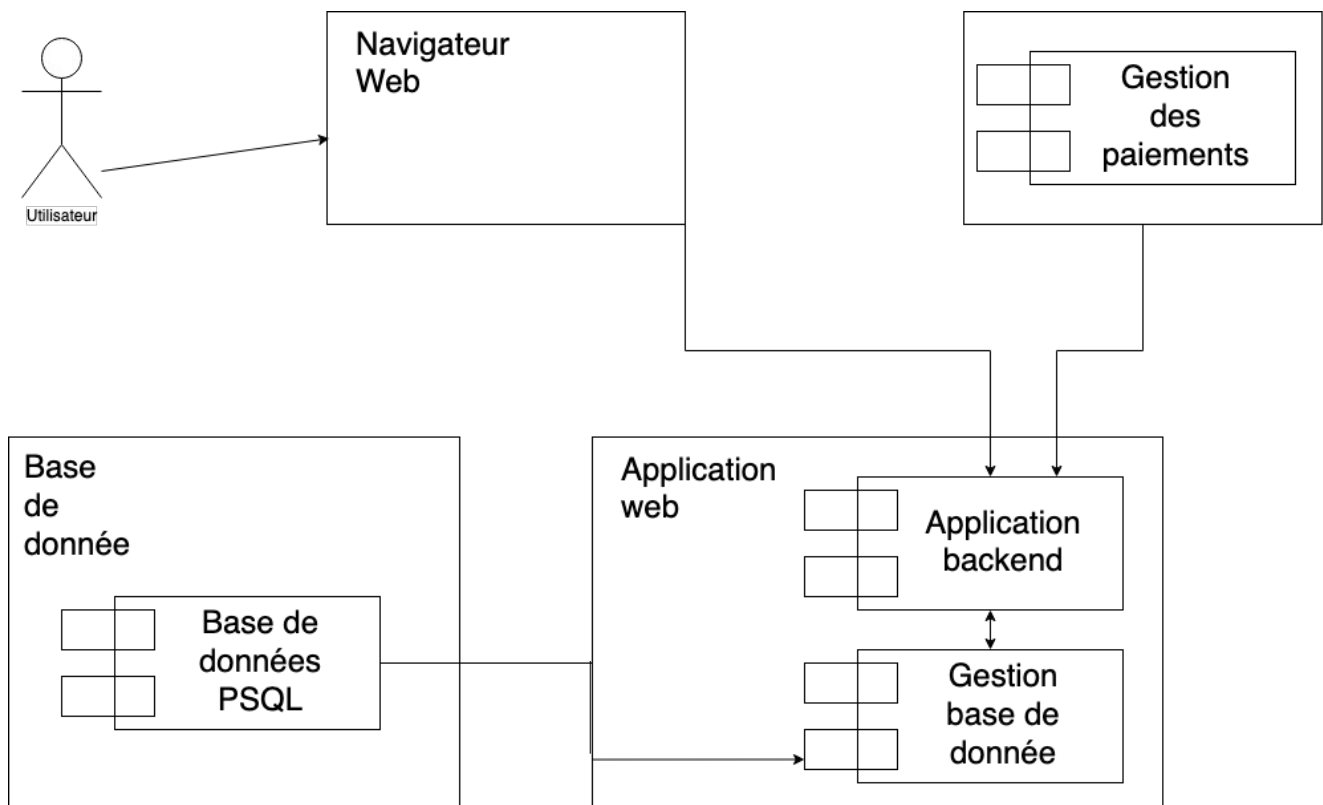 Navigateur
Web
Gestion
des
paiements
Utilisateur
Base
de
donnée
Base de
données
PSQL
Application
web
Application
backend
Gestion
base de
donnée